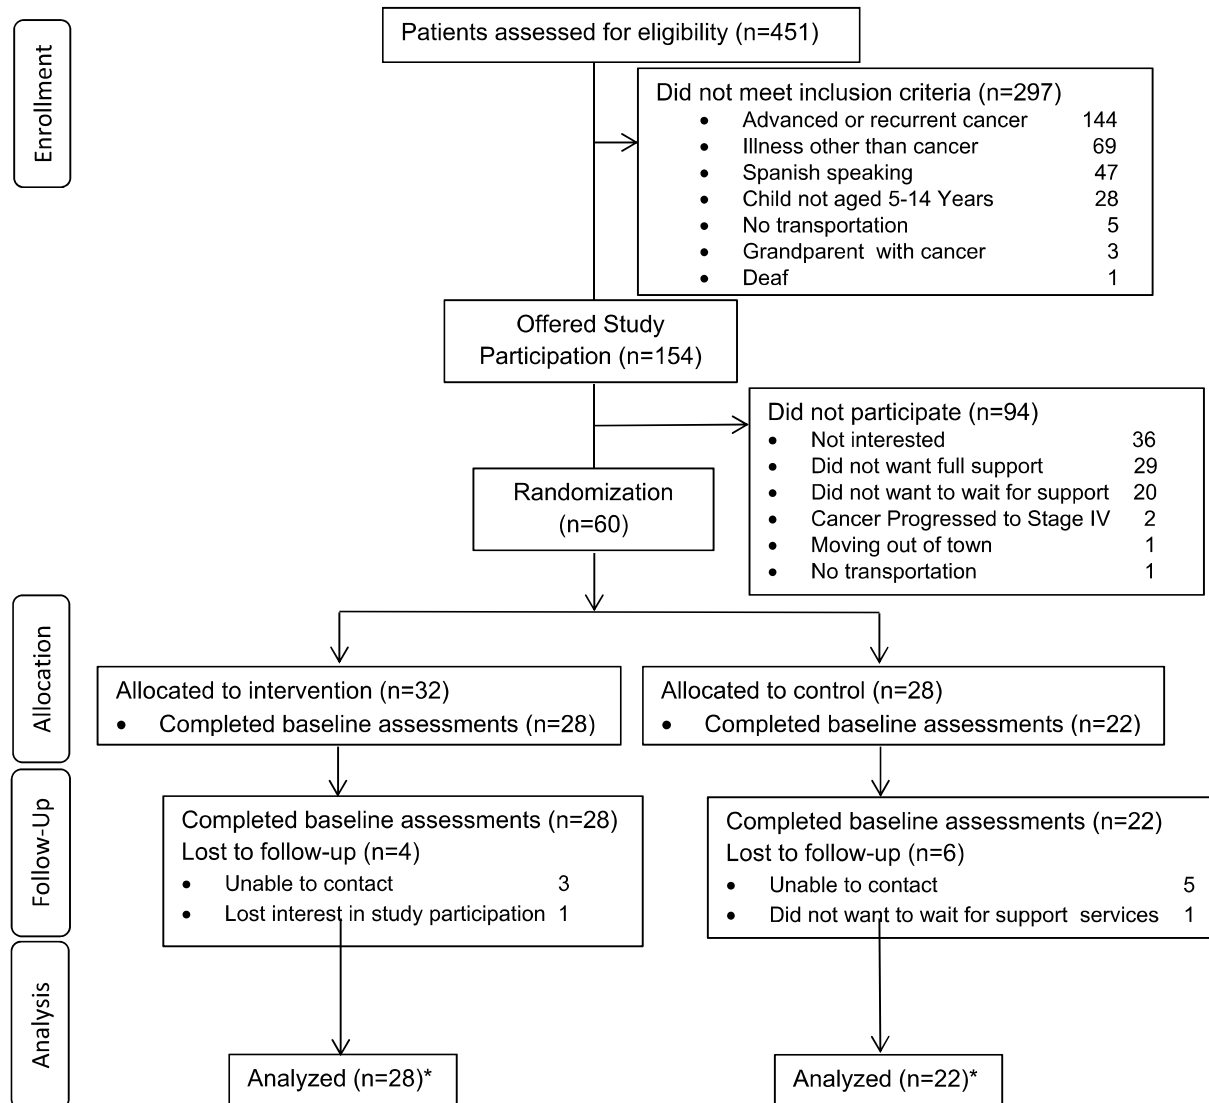 Enrollment
Patients assessed for eligibility (n=451)
Did not meet inclusion criteria (n=297)
• Advanced or recurrent cancer 144
• Illness other than cancer 69
• Spanish speaking 47
• Child not aged 5-14 Years 28
• No transportation 5
• Grandparent with cancer 3
• Deaf 1
Offered Study
Participation (n=154)
Did not participate (n=94)
• Not interested 36
• Did not want full support 29
• Did not want to wait for support 20
• Cancer Progressed to Stage IV 2
• Moving out of town 1
• No transportation 1
Randomization
(n=60)
Allocation
Allocated to intervention (n=32)
• Completed baseline assessments (n=28)
Allocated to control (n=28)
• Completed baseline assessments (n=22)
Follow-Up
Completed baseline assessments (n=28)
Lost to follow-up (n=4)
• Unable to contact 3
• Lost interest in study participation 1
Completed baseline assessments (n=22)
Lost to follow-up (n=6)
• Unable to contact 5
• Did not want to wait for support services 1
Analysis
Analyzed (n=28)*
Analyzed (n=22)*